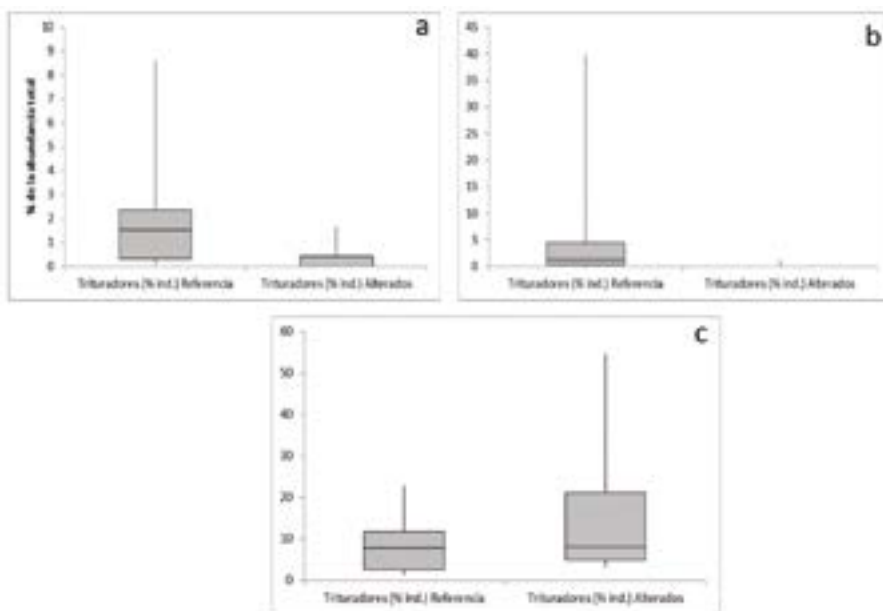 a
% de la abundancia total
10
9
8
7
6
5
4
3
2
1
0
Trituradores (% ind.) Referencia
Trituradores (% ind.) Alterados
b
45
40
35
30
25
20
15
10
5
0
Trituradores (% ind.) Referencia
Trituradores (% ind.) Alterados
c
60
50
40
30
20
10
0
Trituradores (% ind.) Referencia
Trituradores (% ind.) Alterados